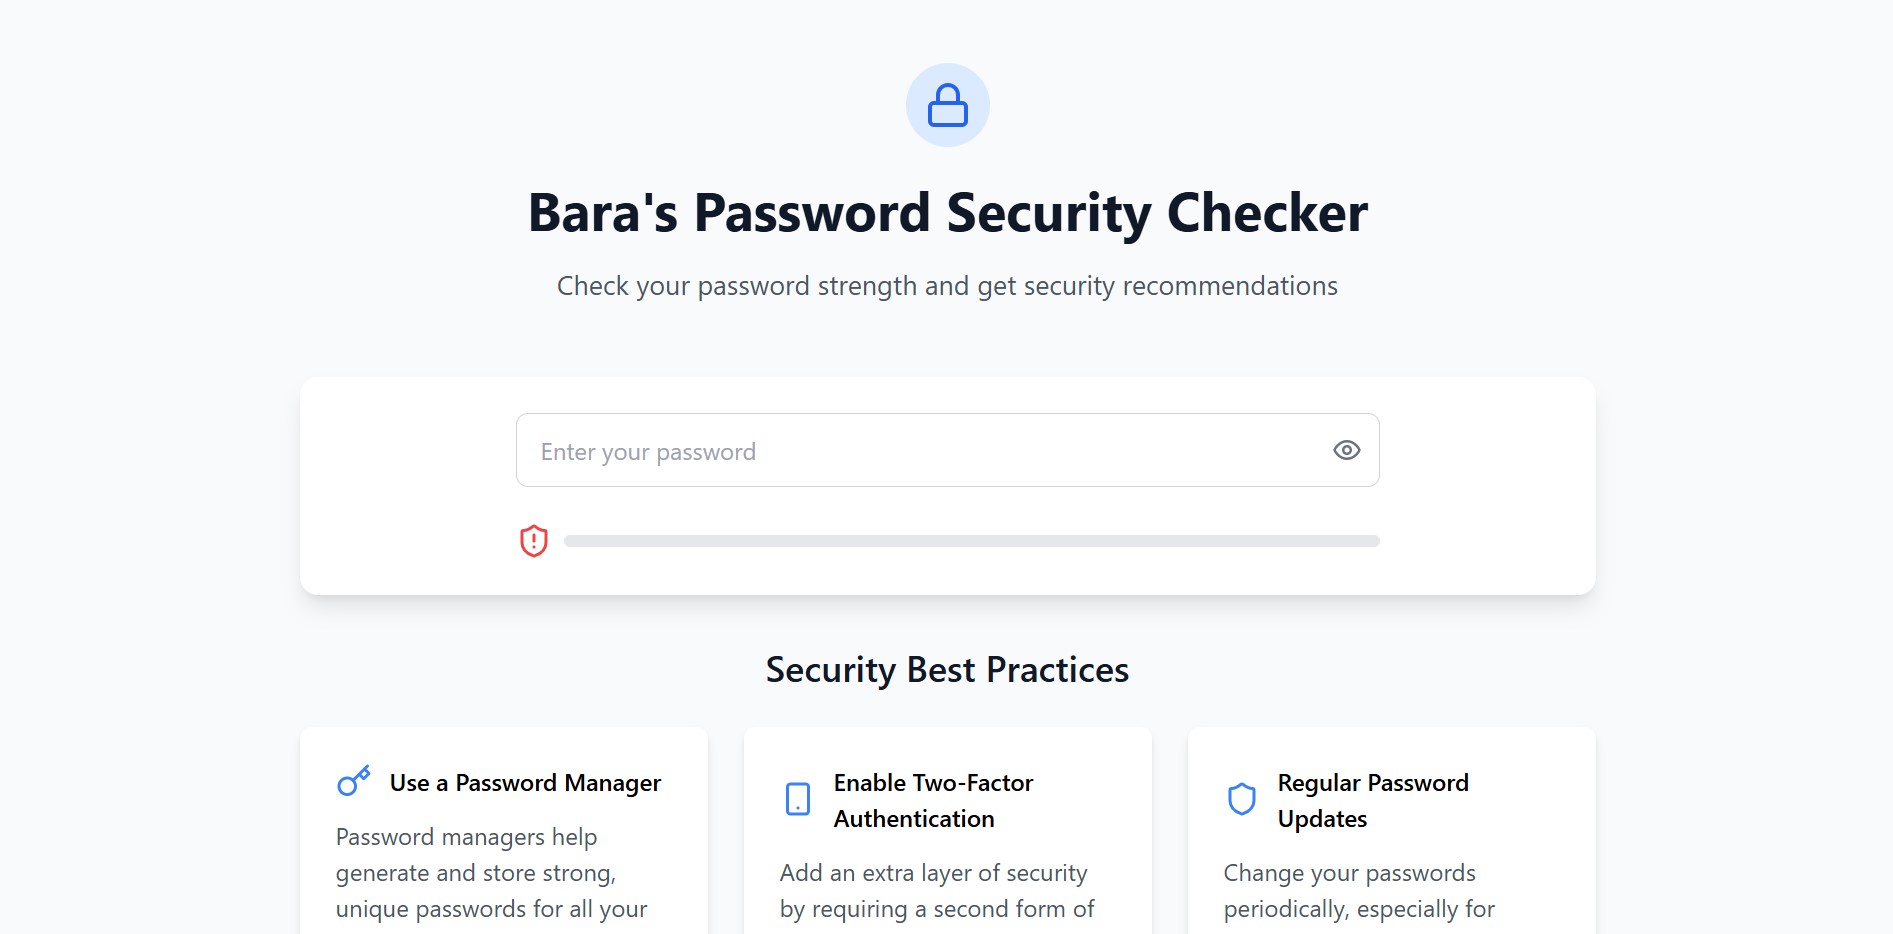 Bara's Password Security Checker
Check your password strength and get security recommendations
Enter your password
Security Best Practices
Use a Password Manager
Password managers help
generate and store strong,
unique passwords for all your
Enable Two-Factor
Authentication
Add an extra layer of security
by requiring a second form of
Regular Password
Updates
Change your passwords
periodically, especially for